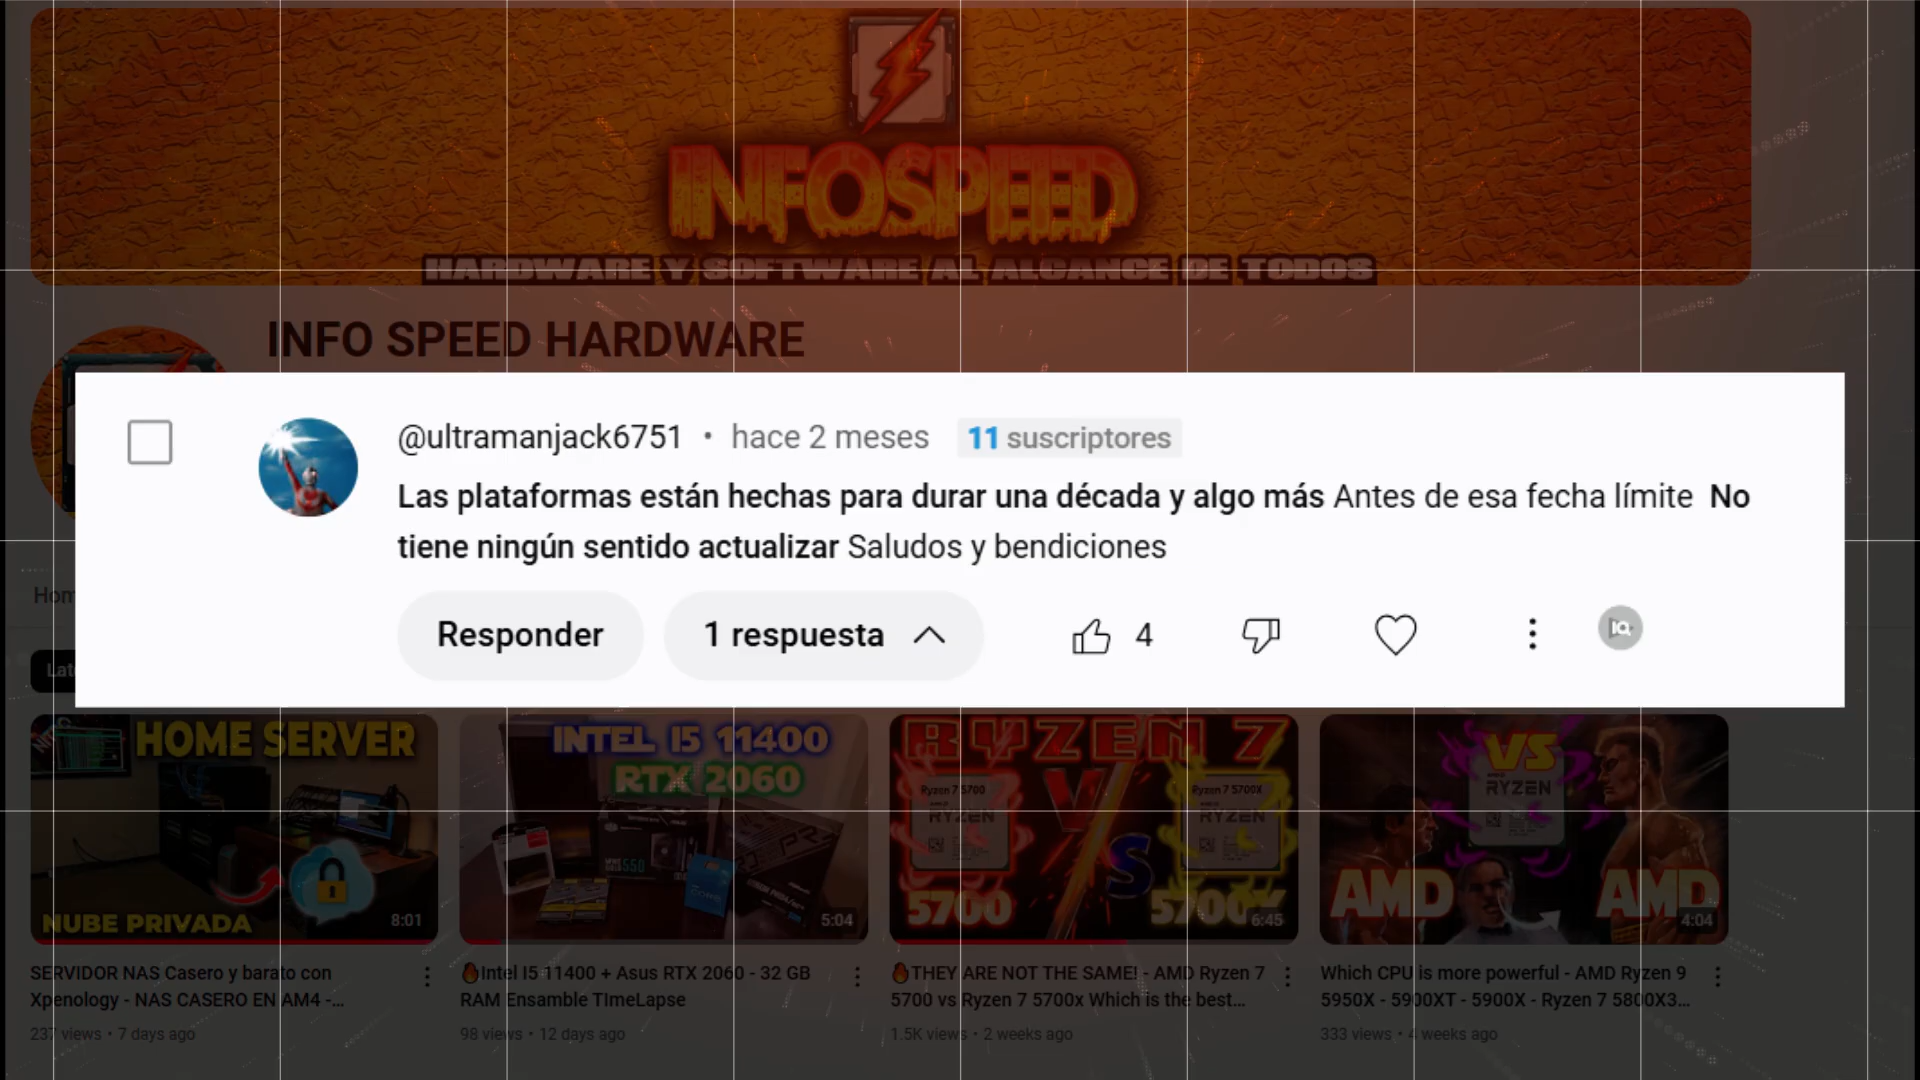 INFOSPEED
HARDWARE Y SOFTWARE AL ALCANCE DE TODOS
INFO SPEED HARDWARE
@ultramanjack6751 • hace 2 meses 11 suscriptores
Las plataformas están hechas para durar una década y algo más Antes de esa fecha límite No
tiene ningún sentido actualizar Saludos y bendiciones
Responder 1 respuesta 4
HOME SERVER
NUBE PRIVADA
8:01
INTEL I5 11400
RTX 2060
5:04
RYZEN 7
Ryzen 7 5700
RYZEN
Ryzen 7 5700X
RYZEN
VS
5700
5700X
6:45
VS
RYZEN
AMD
AMD
4:04
SERVIDOR NAS Casero y barato con
Xpenology - NAS CASERO EN AM4 -...
237 views • 7 days ago
🔥Intel I5 11400 + Asus RTX 2060 - 32 GB
RAM Ensamble TImeLapse
98 views • 12 days ago
🔥THEY ARE NOT THE SAME! - AMD Ryzen 7
5700 vs Ryzen 7 5700x Which is the best...
1.5K views • 2 weeks ago
Which CPU is more powerful - AMD Ryzen 9
5950X - 5900XT - 5900X - Ryzen 7 5800X3...
333 views • 4 weeks ago